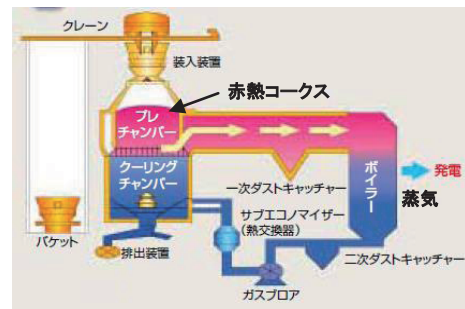 クレーン
装入装置
赤熱コークス
プレ
チャンバー
クーリング
チャンバー
ボイラー
発電
蒸気
一次ダストキャッチャー
サブエコノマイザー
(熱交換器)
バケット
排出装置
二次ダストキャッチャー
ガスブロア